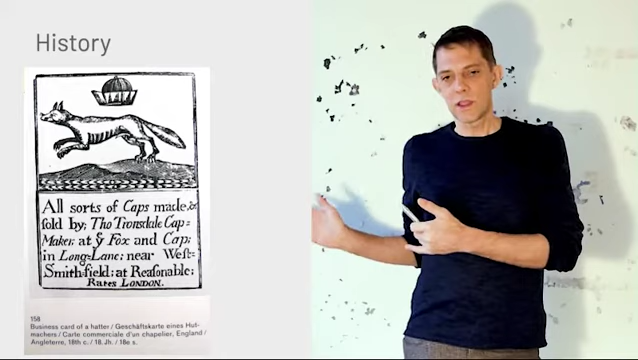 History
All sorts of Caps made &
sold by, Tho Tronsdale Cap=
Maker, at ye Fox and Cap;
in Long=Lane; near West=
Smith-field; at Reasonable;
Rates LONDON.
158
Business card of a hatter / Geschäftskarte eines Hut-
machers / Carte commerciale d'un chapelier, England /
Angleterre, 18th c. / 18. Jh. / 18e s.